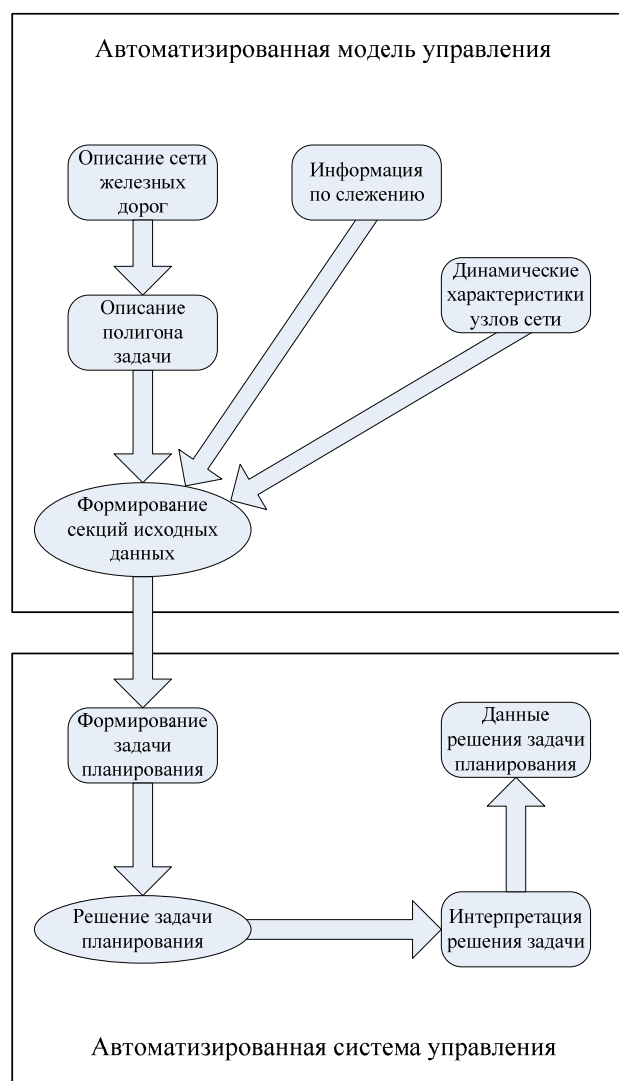 Автоматизированная модель управления
Описание сети
железных
дорог
Информация
по слежению
Динамические
характеристики
узлов сети
Описание
полигона
задачи
Формирование
секций исходных
данных
Формирование
задачи
планирования
Данные
решения задачи
планирования
Решение задачи
планирования
Интерпретация
решения задачи
Автоматизированная система управления